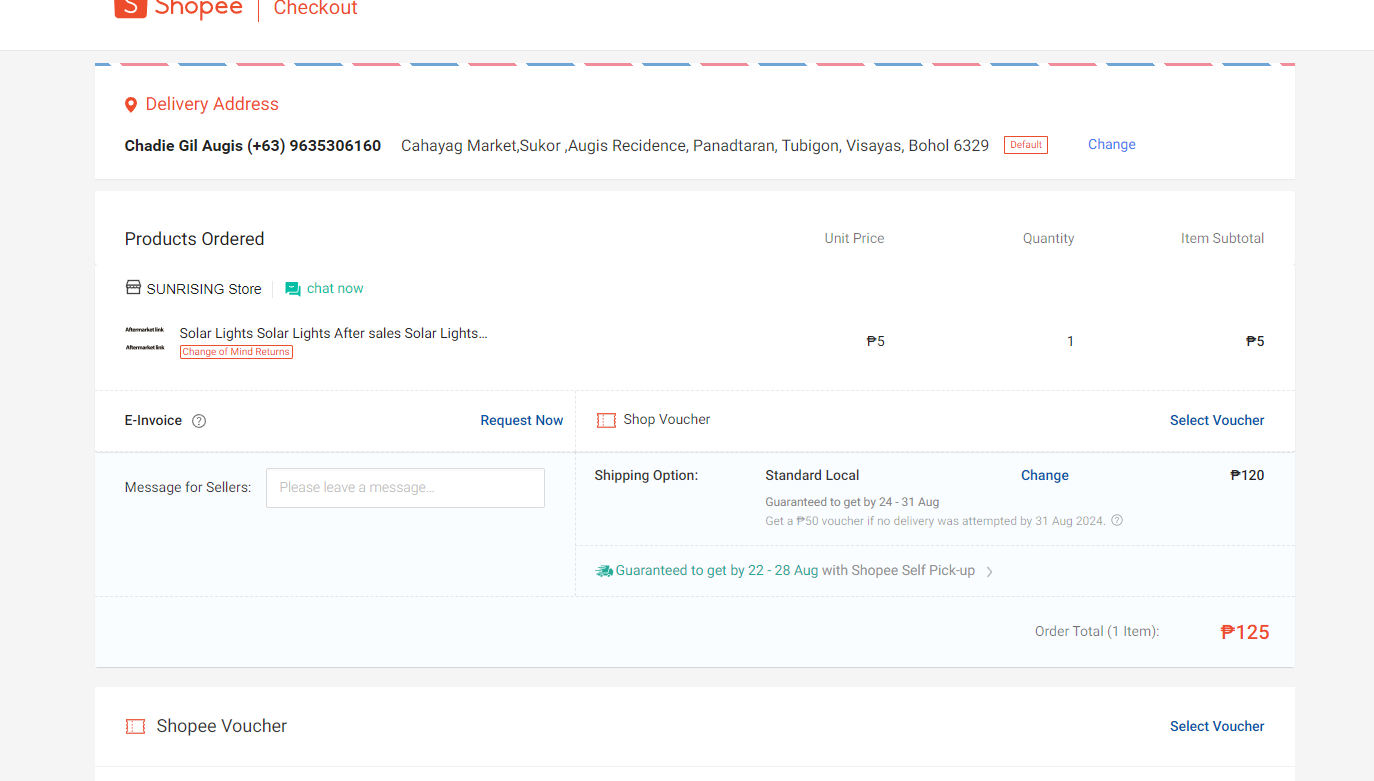 Shopee | Checkout
Delivery Address
Chadie Gil Augis (+63) 9635306160 Cahayag Market,Sukor ,Augis Recidence, Panadtaran, Tubigon, Visayas, Bohol 6329 Default Change
Products Ordered Unit Price Quantity Item Subtotal
SUNRISING Store chat now
Aftermarket link
Aftermarket link
Solar Lights Solar Lights After sales Solar Lights... ₱5 1 ₱5
Change of Mind Returns
E-Invoice ? Request Now Shop Voucher Select Voucher
Message for Sellers: Please leave a message... Shipping Option: Standard Local Change ₱120
Guaranteed to get by 24 - 31 Aug
Get a ₱50 voucher if no delivery was attempted by 31 Aug 2024. ?
Guaranteed to get by 22 - 28 Aug with Shopee Self Pick-up >
Order Total (1 Item): ₱125
Shopee Voucher Select Voucher